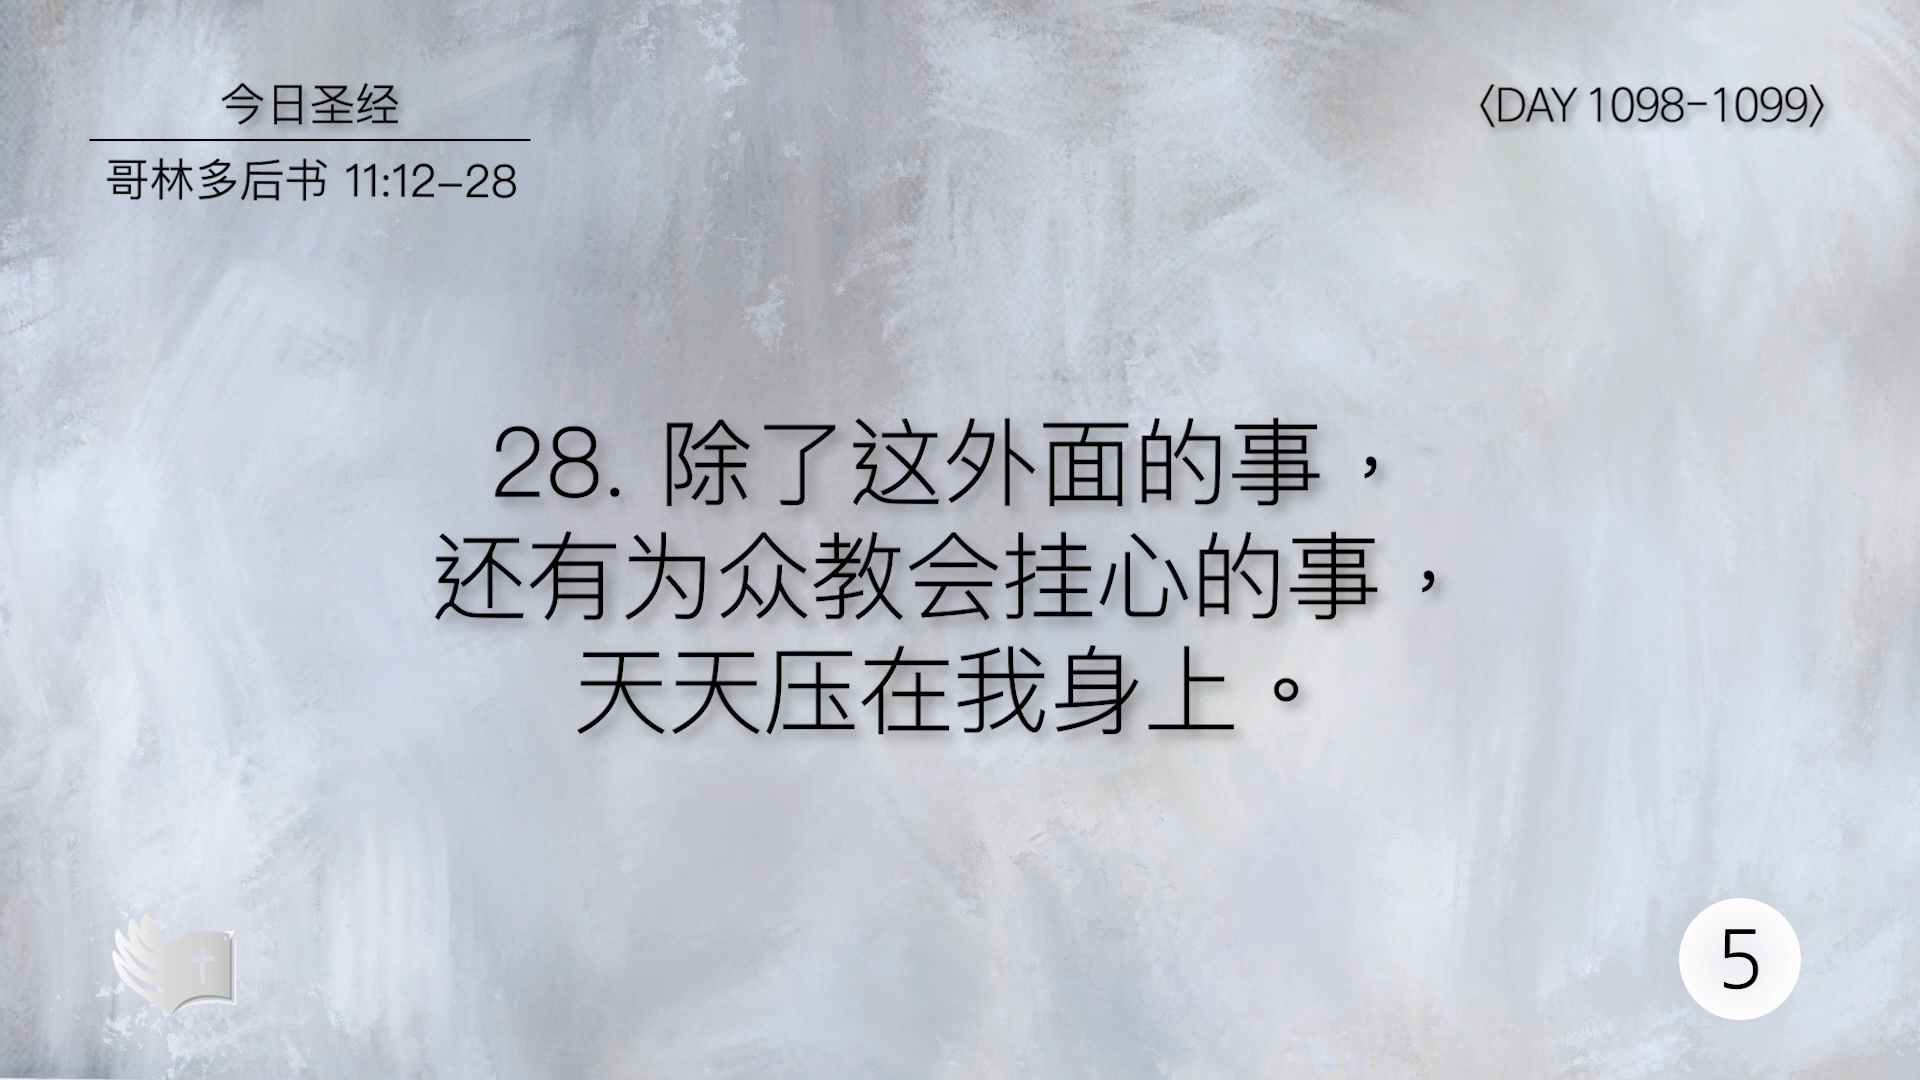 今日圣经
哥林多后书 11:12-28
〈DAY 1098-1099〉
28. 除了这外面的事，
还有为众教会挂心的事，
天天压在我身上。
5